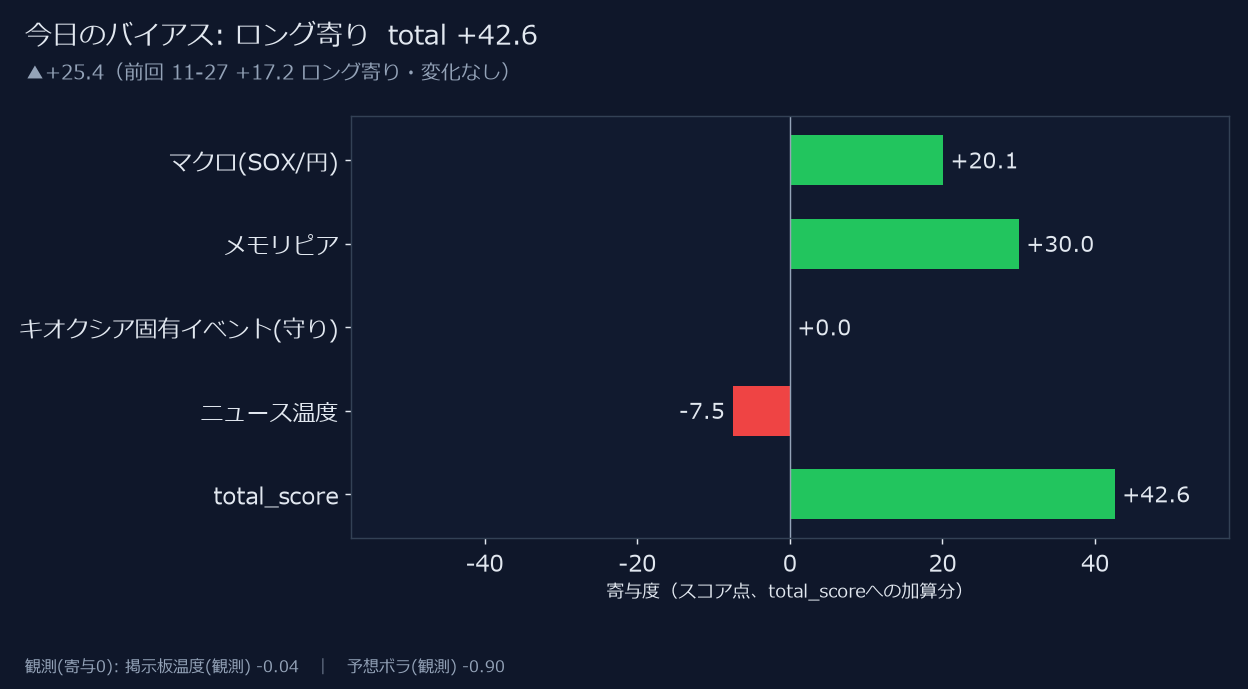 今日のバイアス: ロング寄り total +42.6
▲+25.4（前回 11-27 +17.2 ロング寄り・変化なし）
マクロ(SOX/円)
+20.1
メモリピア
+30.0
キオクシア固有イベント(守り)
+0.0
ニュース温度
-7.5
total_score
+42.6
-40 -20 0 20 40
寄与度（スコア点、total_scoreへの加算分）
観測(寄与0): 掲示板温度(観測) -0.04 | 予想ボラ(観測) -0.90